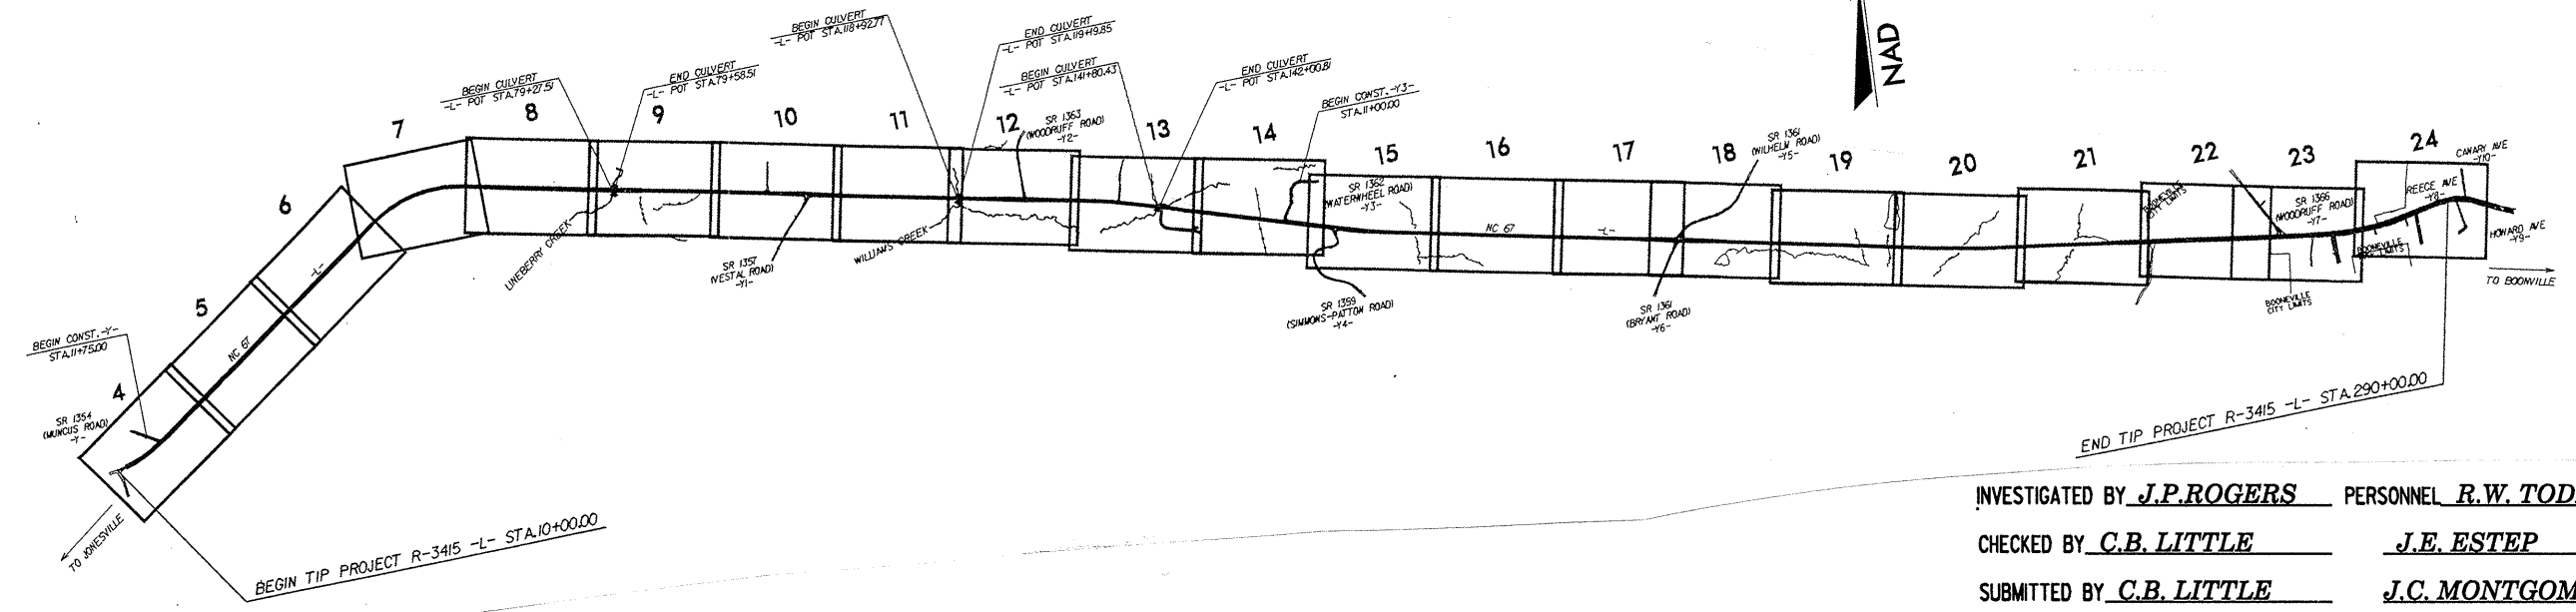 BEGIN CULVERT
-L- POT STA.118+92.77
END CULVERT
-L- POT STA.119+19.85
BEGIN CULVERT
-L- POT STA.141+80.43
END CULVERT
-L- POT STA.142+00.81
BEGIN CULVERT
-L- POT STA.79+27.51
END CULVERT
-L- POT STA.79+58.51
BEGIN CONST.-Y3-
STA.11+00.00
NAD
7
8
9
10
11
12
SR 1363
(WOODRUFF ROAD)
-Y2-
13
14
15
16
17
18
SR 1361
(WILHELM ROAD)
-Y5-
19
20
21
22
23
24
CANARY AVE
-Y10-
REECE AVE
-Y8-
HOWARD AVE
-Y9-
TO BOONVILLE
SR 1366
(WOODRUFF ROAD)
-Y7-
BOONEVILLE
CITY LIMITS
BOONEVILLE
CITY LIMITS
BOONEVILLE
CITY LIMITS
SR 1362
(WATERWHEEL ROAD)
-Y3-
NC 67
-L-
6
5
4
-L-
NC 67
LINEBERRY CREEK
WILLIAMS CREEK
SR 1357
(VESTAL ROAD)
-Y1-
SR 1359
(SIMMONS-PATTON ROAD)
-Y4-
SR 1361
(BRYANT ROAD)
-Y6-
BEGIN CONST.-Y-
STA.11+75.00
SR 1354
(MUNCUS ROAD)
-Y-
TO JONESVILLE
BEGIN TIP PROJECT R-3415 -L- STA.10+00.00
END TIP PROJECT R-3415 -L- STA.290+00.00
INVESTIGATED BY J.P.ROGERS PERSONNEL R.W. TOD
CHECKED BY C.B. LITTLE J.E. ESTEP
SUBMITTED BY C.B. LITTLE J.C. MONTGOM